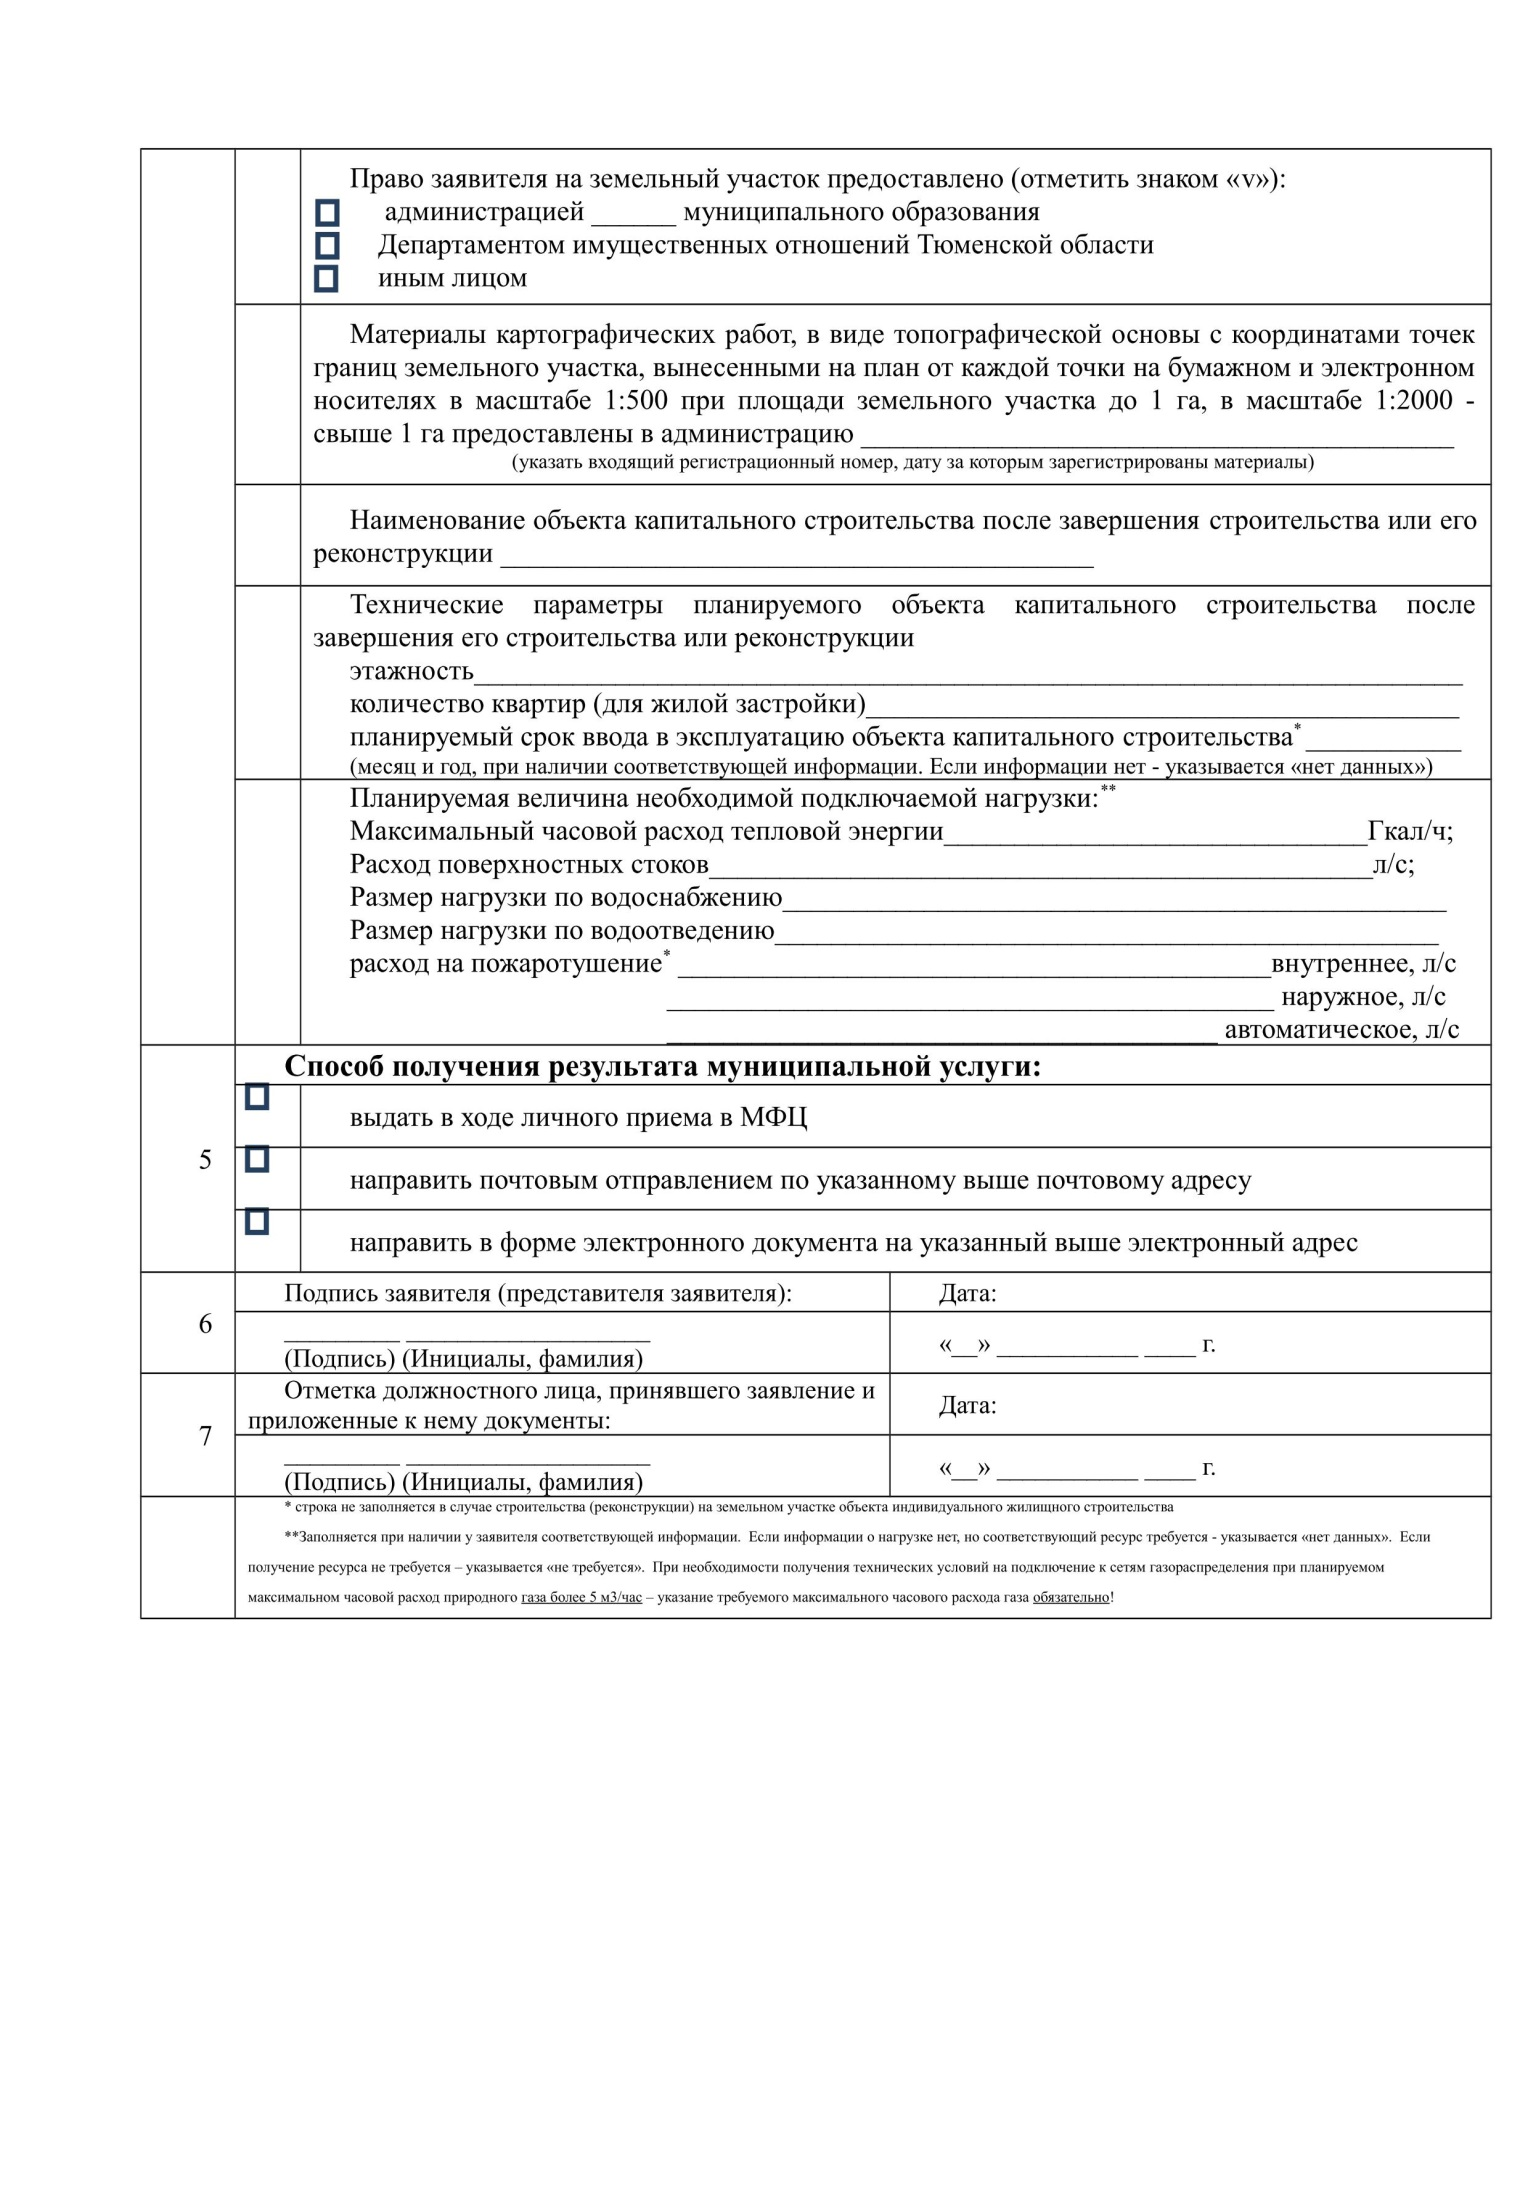 Право заявителя на земельный участок предоставлено (отметить знаком «v»):
администрацией ______ муниципального образования
Департаментом имущественных отношений Тюменской области
иным лицом
Материалы картографических работ, в виде топографической основы с координатами точек
границ земельного участка, вынесенными на план от каждой точки на бумажном и электронном
носителях в масштабе 1:500 при площади земельного участка до 1 га, в масштабе 1:2000 -
свыше 1 га предоставлены в администрацию __________________________________________
(указать входящий регистрационный номер, дату за которым зарегистрированы материалы)
Наименование объекта капитального строительства после завершения строительства или его
реконструкции __________________________________________
Технические параметры планируемого объекта капитального строительства после
завершения его строительства или реконструкции
этажность______________________________________________________________________
количество квартир (для жилой застройки)__________________________________________
планируемый срок ввода в эксплуатацию объекта капитального строительства* ___________
(месяц и год, при наличии соответствующей информации. Если информации нет - указывается «нет данных»)
Планируемая величина необходимой подключаемой нагрузки:**
Максимальный часовой расход тепловой энергии______________________________Гкал/ч;
Расход поверхностных стоков_______________________________________________л/с;
Размер нагрузки по водоснабжению_______________________________________________
Размер нагрузки по водоотведению_______________________________________________
расход на пожаротушение* __________________________________________внутреннее, л/с
___________________________________________ наружное, л/с
_______________________________________ автоматическое, л/с
Способ получения результата муниципальной услуги:
выдать в ходе личного приема в МФЦ
5
направить почтовым отправлением по указанному выше почтовому адресу
направить в форме электронного документа на указанный выше электронный адрес
6
Подпись заявителя (представителя заявителя): Дата:
_________ ___________________
(Подпись) (Инициалы, фамилия) «__» ___________ ____ г.
7
Отметка должностного лица, принявшего заявление и
приложенные к нему документы: Дата:
_________ ___________________
(Подпись) (Инициалы, фамилия) «__» ___________ ____ г.
* строка не заполняется в случае строительства (реконструкции) на земельном участке объекта индивидуального жилищного строительства
**Заполняется при наличии у заявителя соответствующей информации. Если информации о нагрузке нет, но соответствующий ресурс требуется - указывается «нет данных». Если
получение ресурса не требуется – указывается «не требуется». При необходимости получения технических условий на подключение к сетям газораспределения при планируемом
максимальном часовой расход природного газа более 5 м3/час – указание требуемого максимального часового расхода газа обязательно!